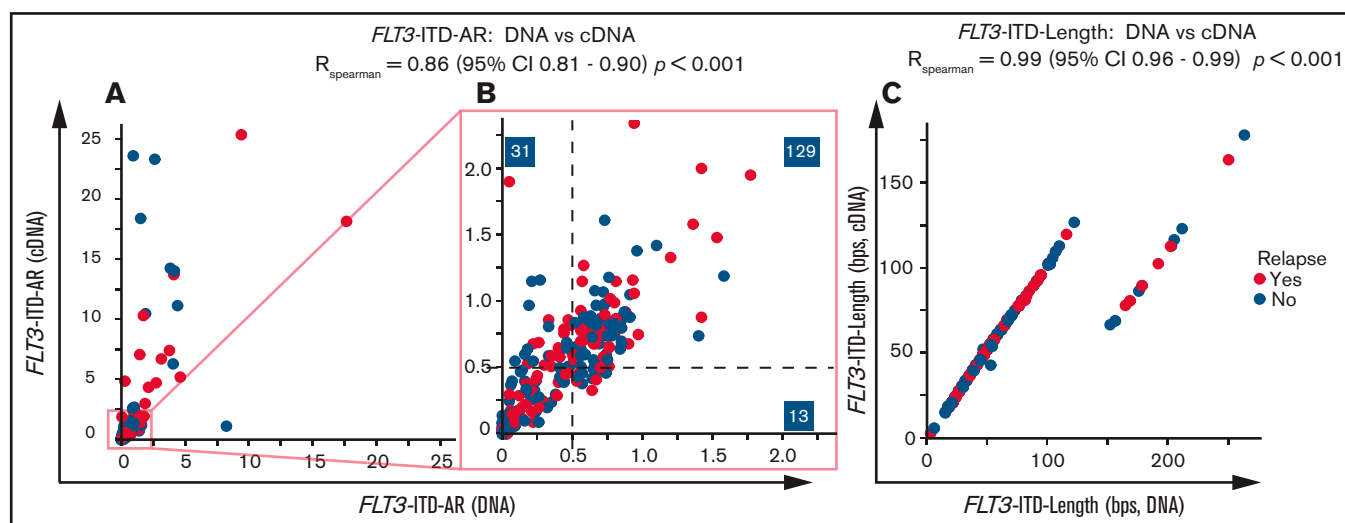 FLT3-ITD-AR: DNA vs cDNA
R spearman = 0.86 (95% CI 0.81 - 0.90) p < 0.001
FLT3-ITD-Length: DNA vs cDNA
R spearman = 0.99 (95% CI 0.96 - 0.99) p < 0.001
A
FLT3-ITD-AR (cDNA)
25
20
15
10
5
0
0
5
10
15
20
25
B
31
129
13
2.0
1.5
1.0
0.5
0
0
0.5
1.0
1.5
2.0
FLT3-ITD-AR (DNA)
C
FLT3-ITD-Length (bps, cDNA)
150
100
50
0
0
100
200
FLT3-ITD-Length (bps, DNA)
Relapse
Yes
No